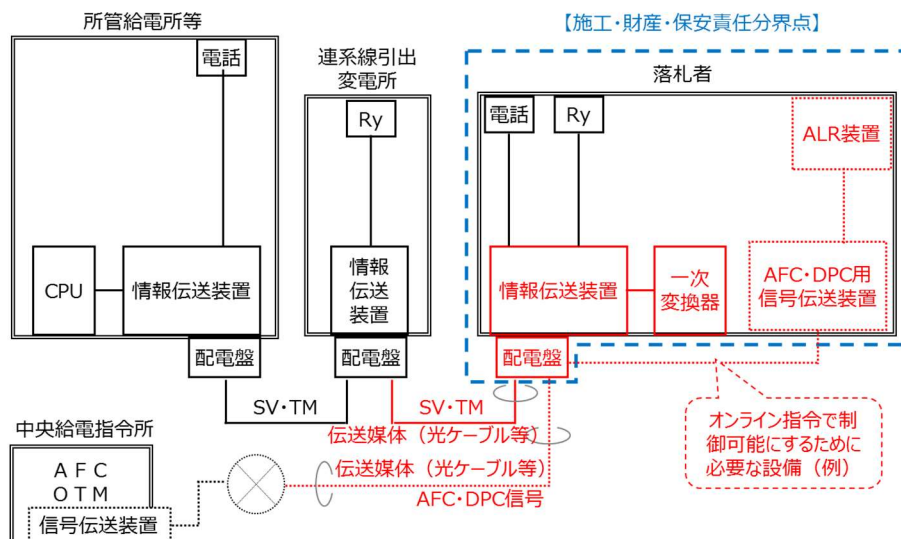 所管給電所等
電話
CPU
情報伝送装置
配電盤
連系線引出
変電所
Ry
情報
伝送
装置
配電盤
【施工・財産・保安責任分界点】
落札者
電話
Ry
ALR装置
情報伝送装置
一次
変換器
AFC・DPC用
信号伝送装置
配電盤
SV・TM
SV・TM
伝送媒体（光ケーブル等）
オンライン指令で制
御可能にするために
必要な設備（例）
中央給電指令所
ＡＦＣ
ＯＴＭ
信号伝送装置
伝送媒体（光ケーブル等）
AFC・DPC信号